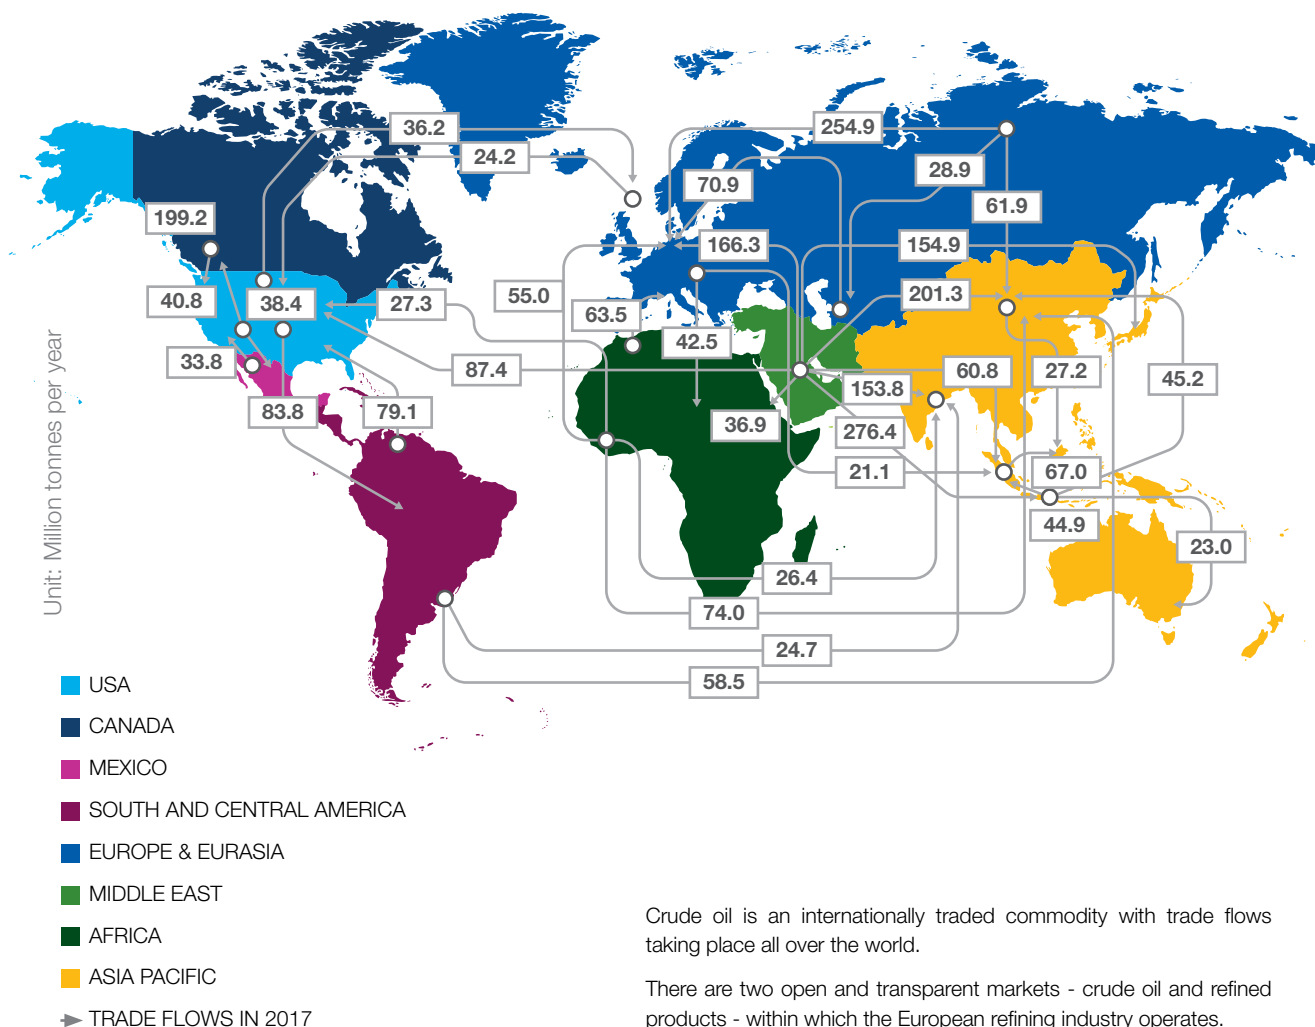 36.2
254.9
24.2
28.9
70.9
61.9
199.2
166.3
154.9
40.8
38.4
27.3
55.0
201.3
63.5
42.5
33.8
87.4
60.8
27.2
45.2
153.8
83.8
79.1
36.9
276.4
21.1
67.0
44.9
23.0
26.4
74.0
24.7
58.5
Unit: Million tonnes per year
USA
CANADA
MEXICO
SOUTH AND CENTRAL AMERICA
EUROPE & EURASIA
MIDDLE EAST
AFRICA
ASIA PACIFIC
TRADE FLOWS IN 2017
Crude oil is an internationally traded commodity with trade flows
taking place all over the world.
There are two open and transparent markets - crude oil and refined
products - within which the European refining industry operates.